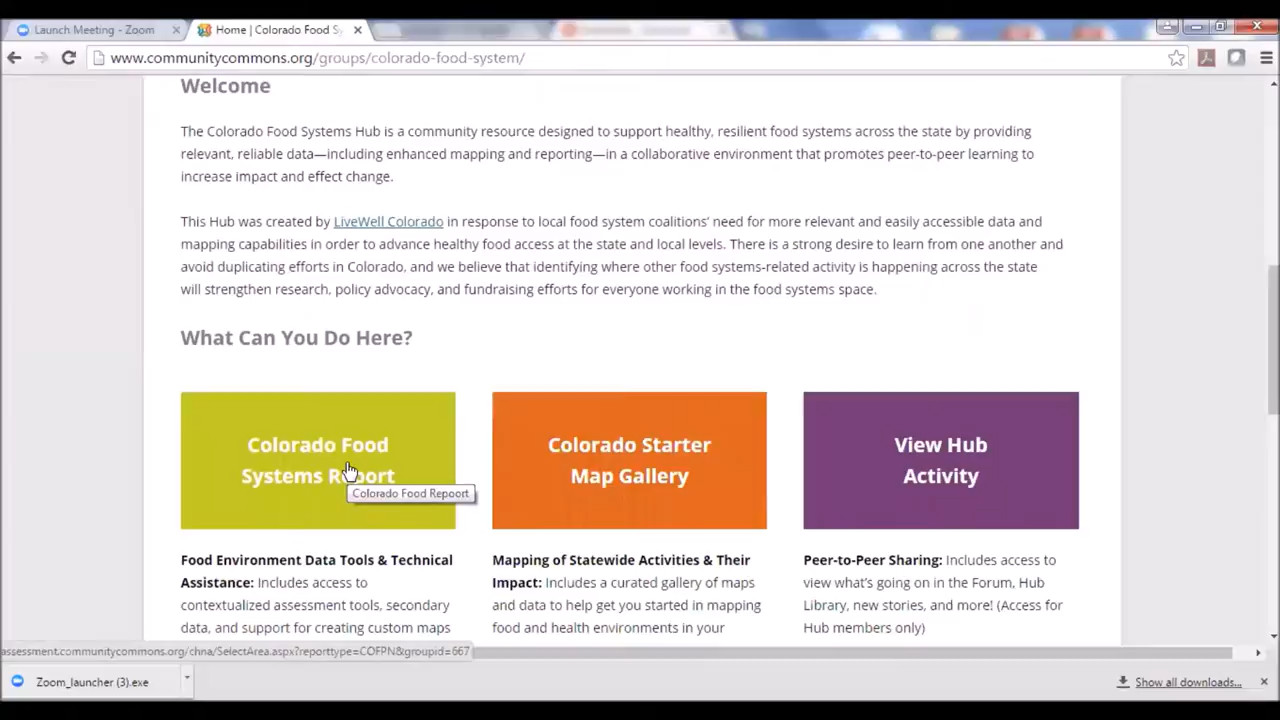 Launch Meeting - Zoom
Home | Colorado Food Sy
www.communitycommons.org/groups/colorado-food-system/
Welcome
The Colorado Food Systems Hub is a community resource designed to support healthy, resilient food systems across the state by providing
relevant, reliable data—including enhanced mapping and reporting—in a collaborative environment that promotes peer-to-peer learning to
increase impact and effect change.
This Hub was created by LiveWell Colorado in response to local food system coalitions' need for more relevant and easily accessible data and
mapping capabilities in order to advance healthy food access at the state and local levels. There is a strong desire to learn from one another and
avoid duplicating efforts in Colorado, and we believe that identifying where other food systems-related activity is happening across the state
will strengthen research, policy advocacy, and fundraising efforts for everyone working in the food systems space.
What Can You Do Here?
Colorado Food
Systems Report
Colorado Food Repoort
Colorado Starter
Map Gallery
View Hub
Activity
Food Environment Data Tools & Technical
Assistance: Includes access to
contextualized assessment tools, secondary
data, and support for creating custom maps
Mapping of Statewide Activities & Their
Impact: Includes a curated gallery of maps
and data to help get you started in mapping
food and health environments in your
Peer-to-Peer Sharing: Includes access to
view what's going on in the Forum, Hub
Library, new stories, and more! (Access for
Hub members only)
assessment.communitycommons.org/chna/SelectArea.aspx?reporttype=COFPN&groupid=667
Zoom_launcher (3).exe
Show all downloads...